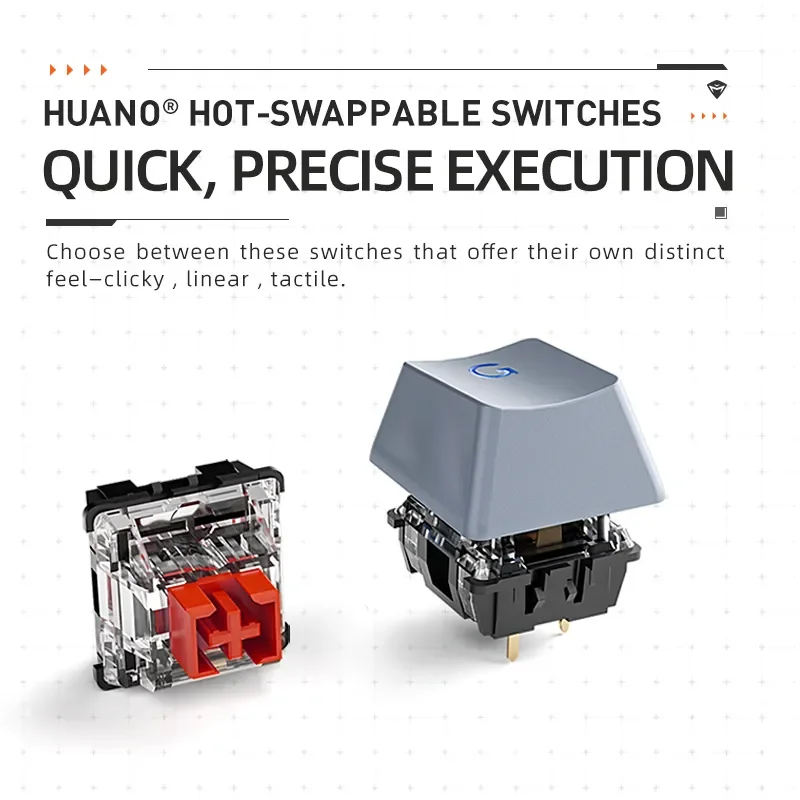 HUANO® HOT-SWAPPABLE SWITCHES
QUICK, PRECISE EXECUTION
Choose between these switches that offer their own distinct
feel—clicky , linear , tactile.
G